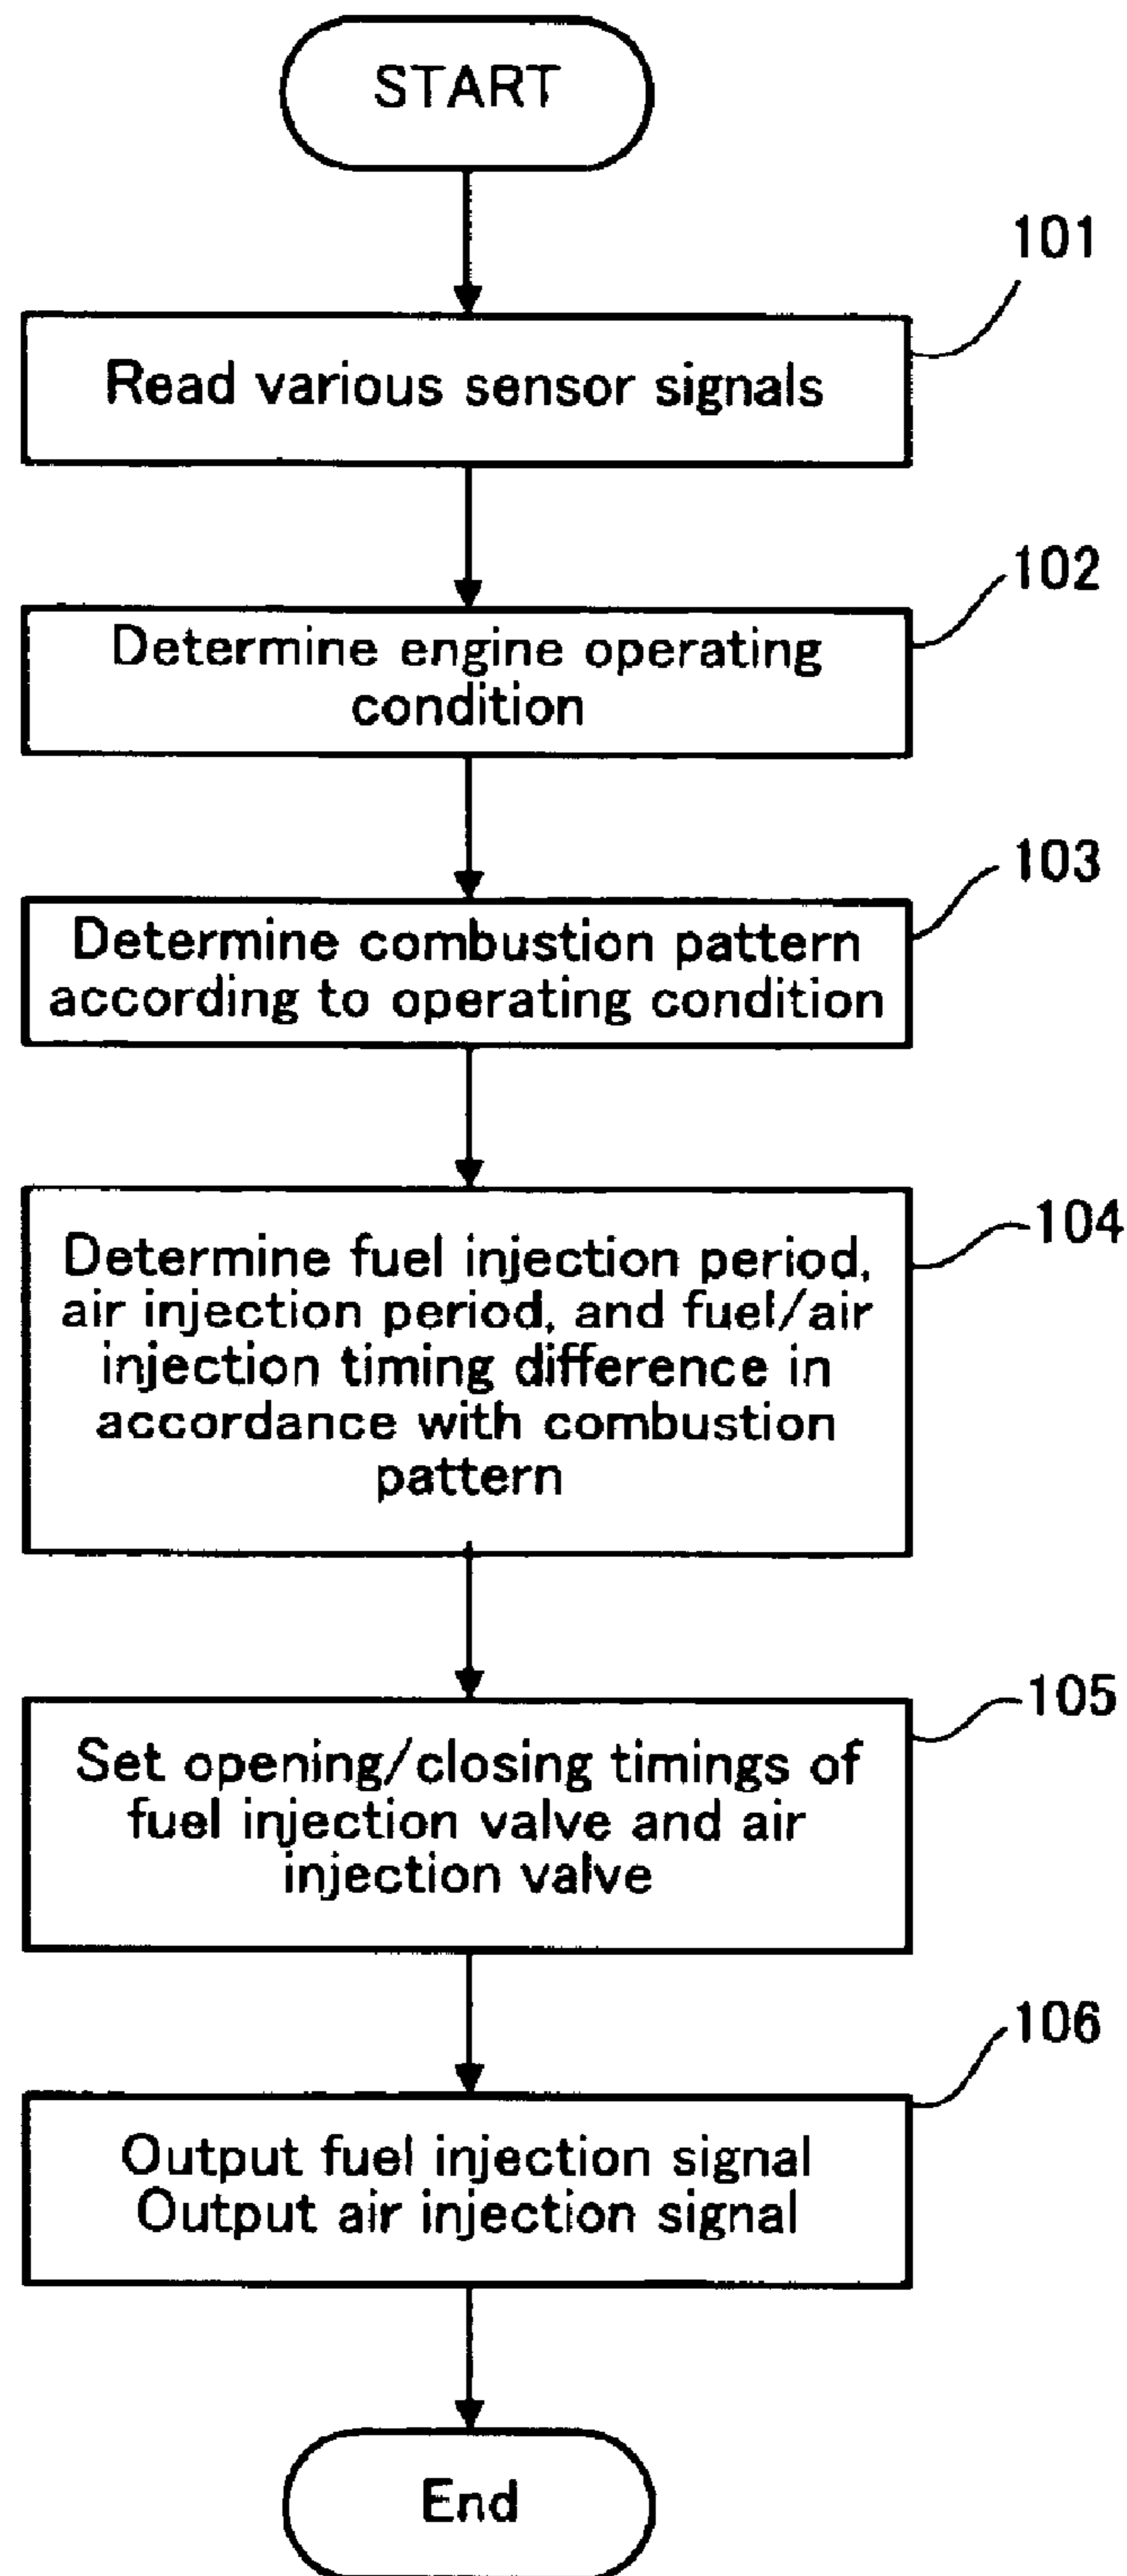 START
101
Read various sensor signals
102
Determine engine operating
condition
103
Determine combustion pattern
according to operating condition
104
Determine fuel injection period,
air injection period, and fuel/air
injection timing difference in
accordance with combustion
pattern
105
Set opening/closing timings of
fuel injection valve and air
injection valve
106
Output fuel injection signal
Output air injection signal
End